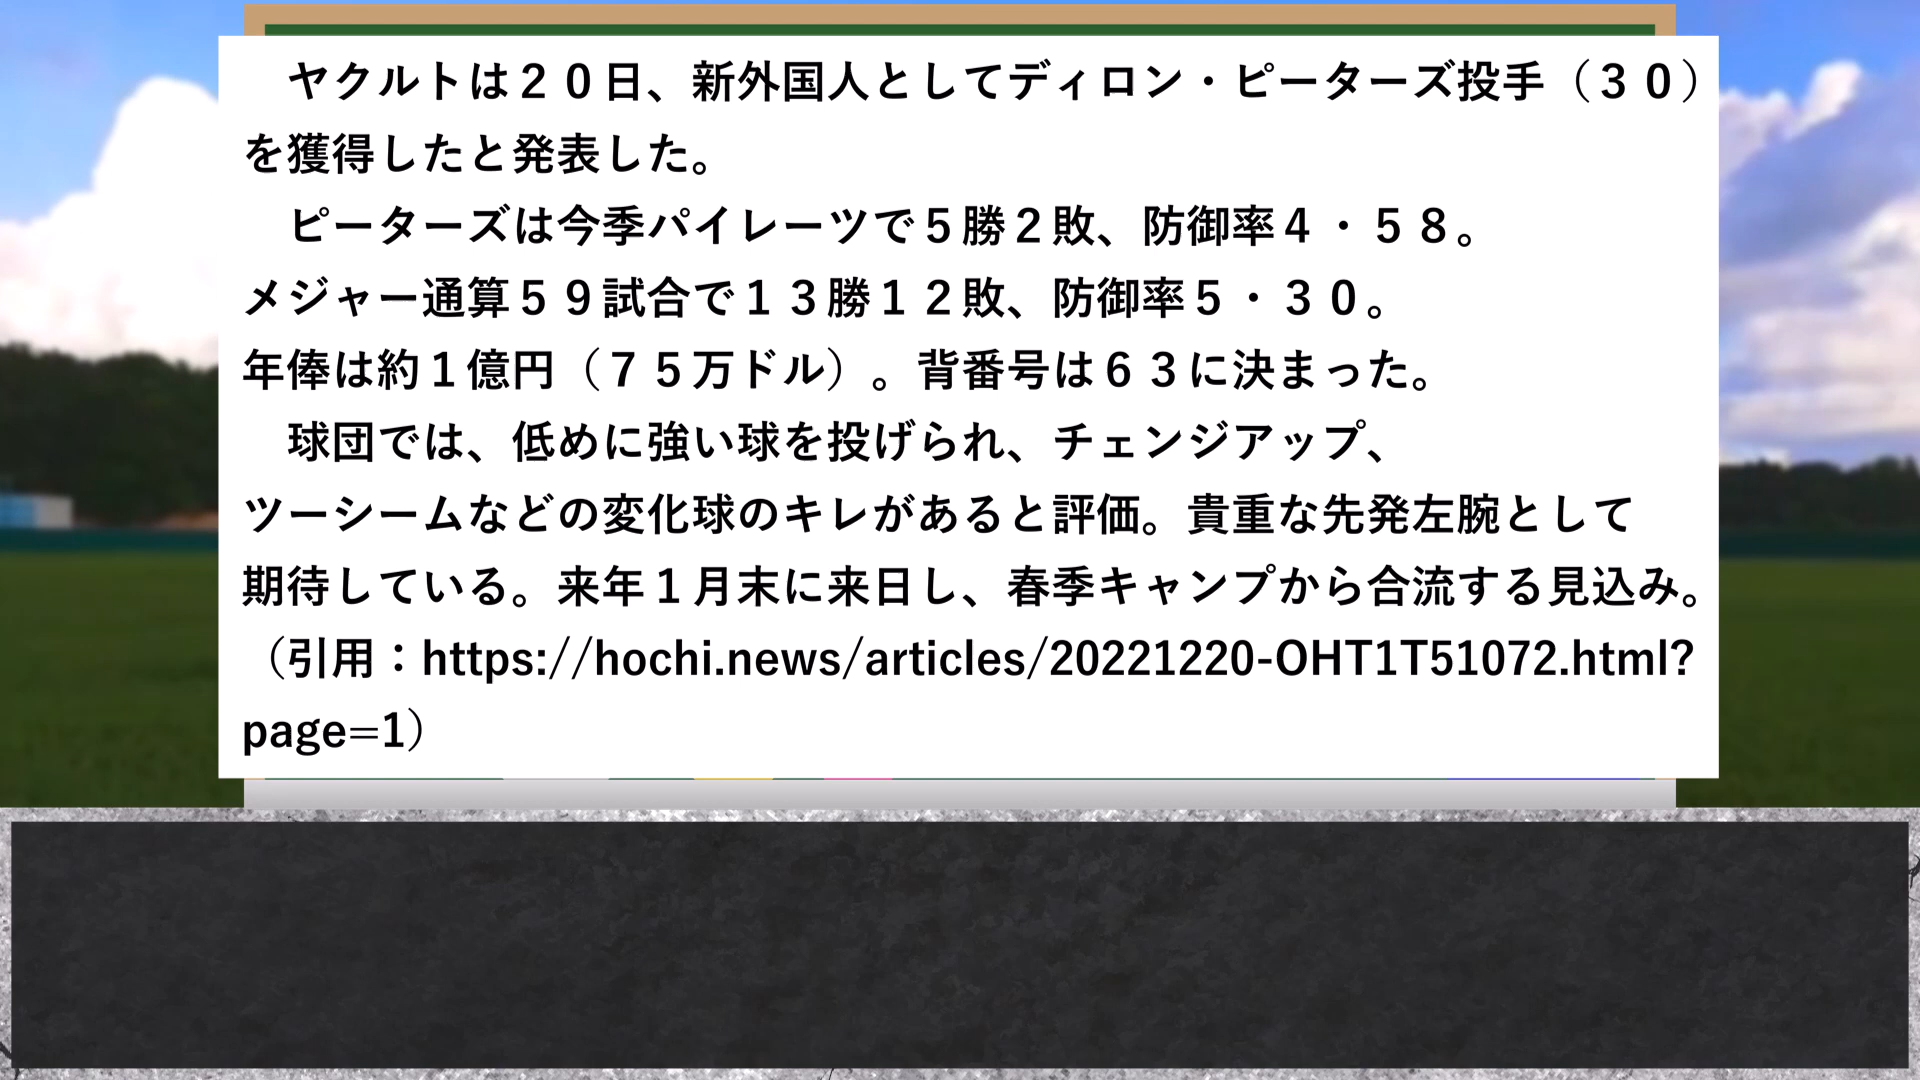 ヤクルトは２０日、新外国人としてディロン・ピーターズ投手（３０）
を獲得したと発表した。
　ピーターズは今季パイレーツで５勝２敗、防御率４・５８。
メジャー通算５９試合で１３勝１２敗、防御率５・３０。
年俸は約１億円（７５万ドル）。背番号は６３に決まった。
　球団では、低めに強い球を投げられ、チェンジアップ、
ツーシームなどの変化球のキレがあると評価。貴重な先発左腕として
期待している。来年１月末に来日し、春季キャンプから合流する見込み。
（引用：https://hochi.news/articles/20221220-OHT1T51072.html?
page=1）